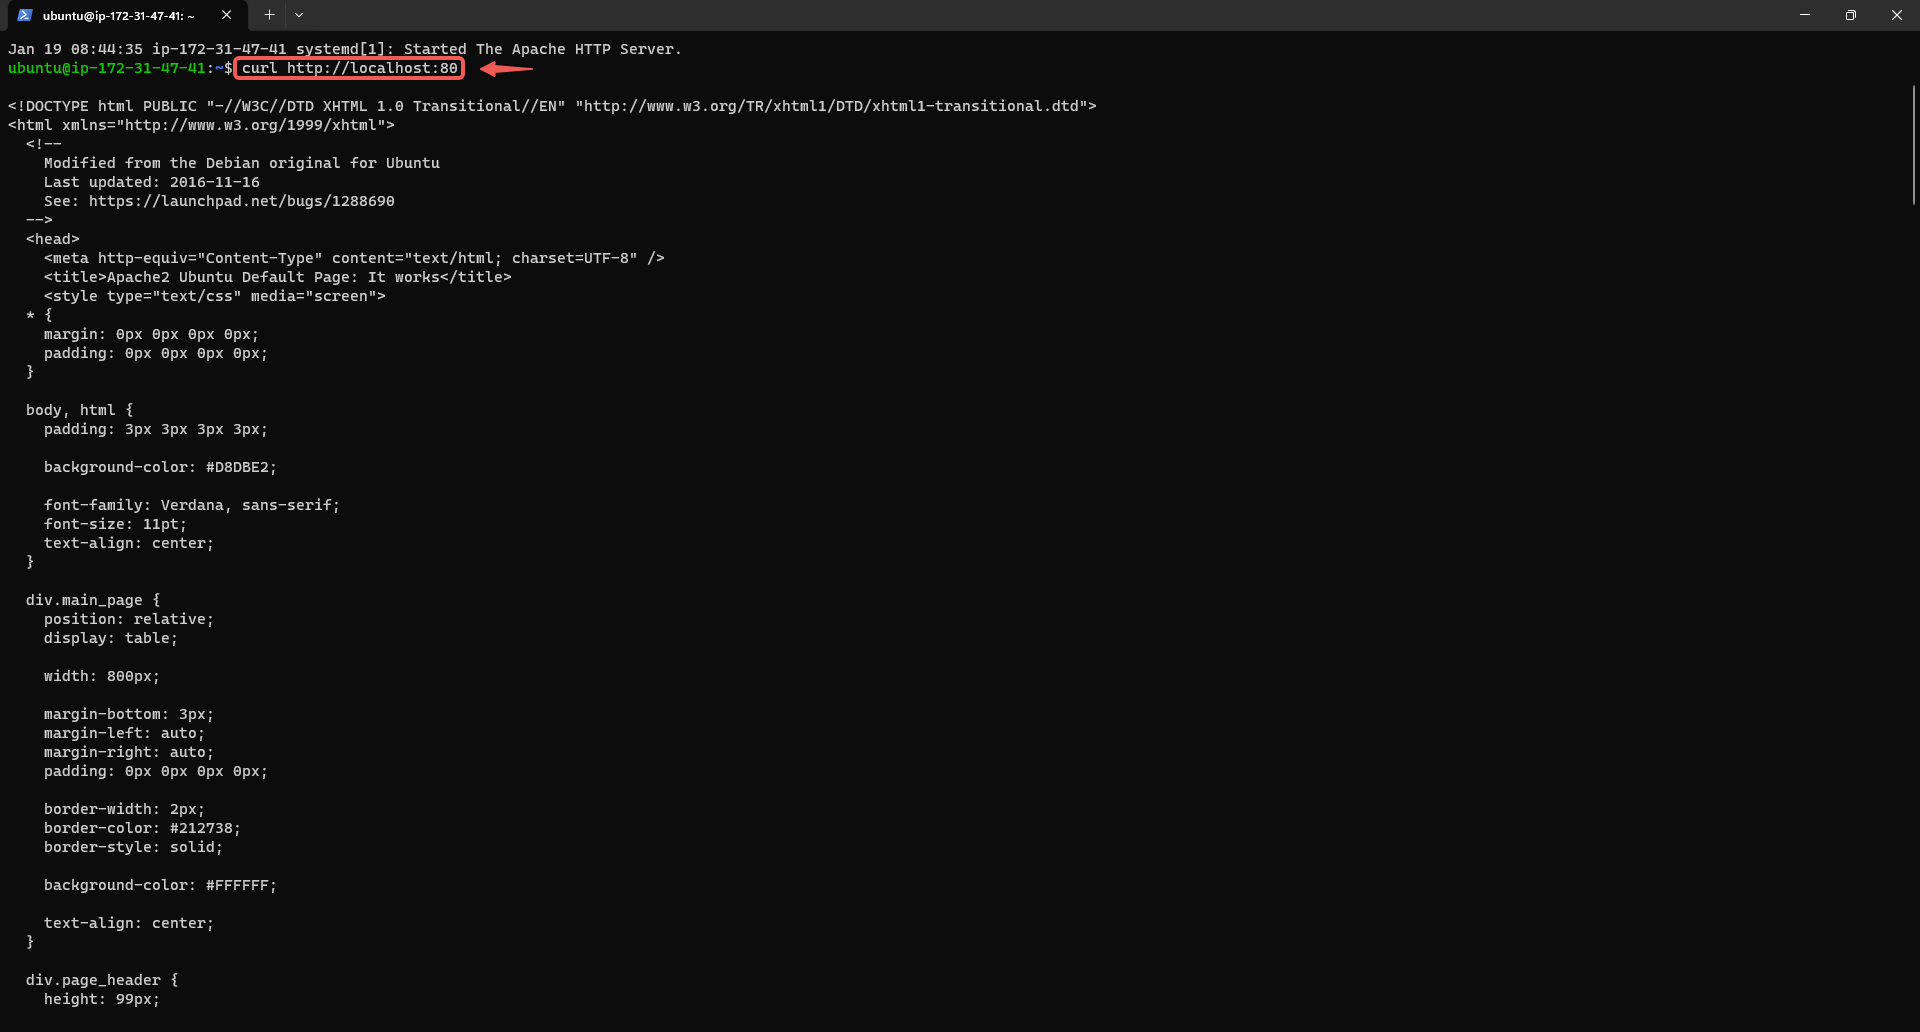 ubuntu@ip-172-31-47-41: ~
Jan 19 08:44:35 ip-172-31-47-41 systemd[1]: Started The Apache HTTP Server.
ubuntu@ip-172-31-47-41:~$ curl http://localhost:80
<!DOCTYPE html PUBLIC "-//W3C//DTD XHTML 1.0 Transitional//EN" "http://www.w3.org/TR/xhtml1/DTD/xhtml1-transitional.dtd">
<html xmlns="http://www.w3.org/1999/xhtml">
  <!--
    Modified from the Debian original for Ubuntu
    Last updated: 2016-11-16
    See: https://launchpad.net/bugs/1288690
  -->
  <head>
    <meta http-equiv="Content-Type" content="text/html; charset=UTF-8" />
    <title>Apache2 Ubuntu Default Page: It works</title>
    <style type="text/css" media="screen">
  * {
    margin: 0px 0px 0px 0px;
    padding: 0px 0px 0px 0px;
  }
  body, html {
    padding: 3px 3px 3px 3px;
    background-color: #D8DBE2;
    font-family: Verdana, sans-serif;
    font-size: 11pt;
    text-align: center;
  }
  div.main_page {
    position: relative;
    display: table;
    width: 800px;
    margin-bottom: 3px;
    margin-left: auto;
    margin-right: auto;
    padding: 0px 0px 0px 0px;
    border-width: 2px;
    border-color: #212738;
    border-style: solid;
    background-color: #FFFFFF;
    text-align: center;
  }
  div.page_header {
    height: 99px;